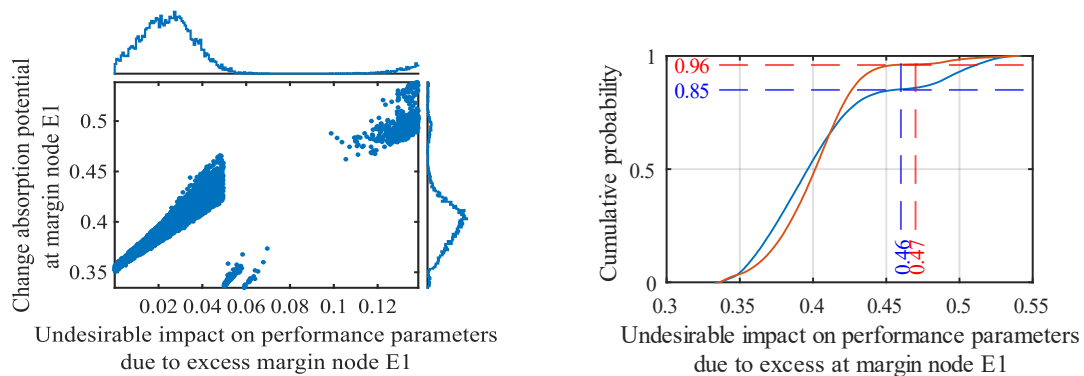 Change absorption potential
at margin node E1
0.5
0.45
0.4
0.35
0.02 0.04 0.06 0.08 0.1 0.12
Undesirable impact on performance parameters
due to excess margin node E1
Cumulative probability
1
0.5
0
0.96
0.85
0.46
0.47
0.3 0.35 0.4 0.45 0.5 0.55
Undesirable impact on performance parameters
due to excess at margin node E1